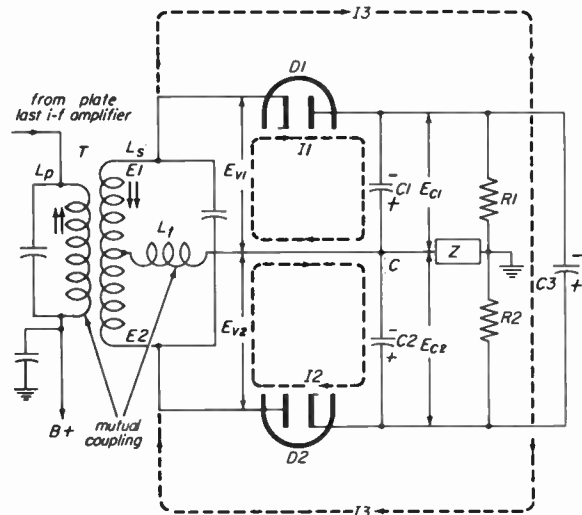 I3
D1
from plate
last i-f amplifier
T
Ls
E1
Lp
Ev1
I1
C1
Ec1
R1
Lt
C
Z
C3
E2
Ev2
C2
Ec2
R2
I2
B+
mutual
coupling
D2
I3